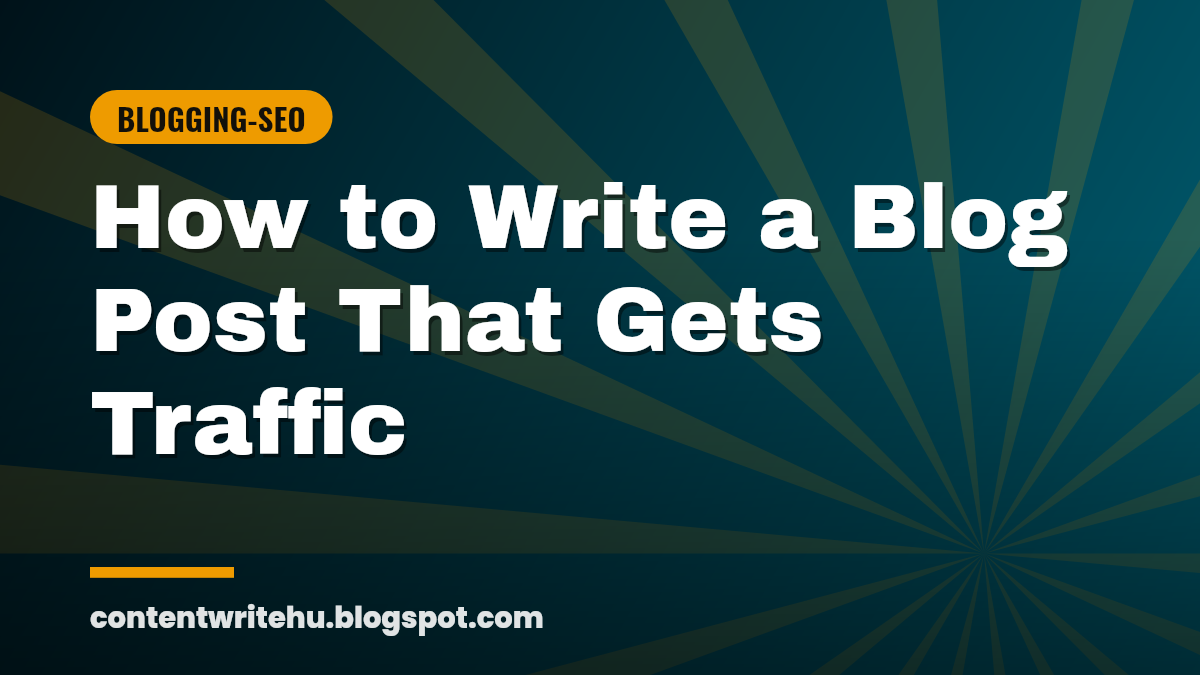 BLOGGING-SEO
How to Write a Blog
Post That Gets
Traffic
contentwritehu.blogspot.com